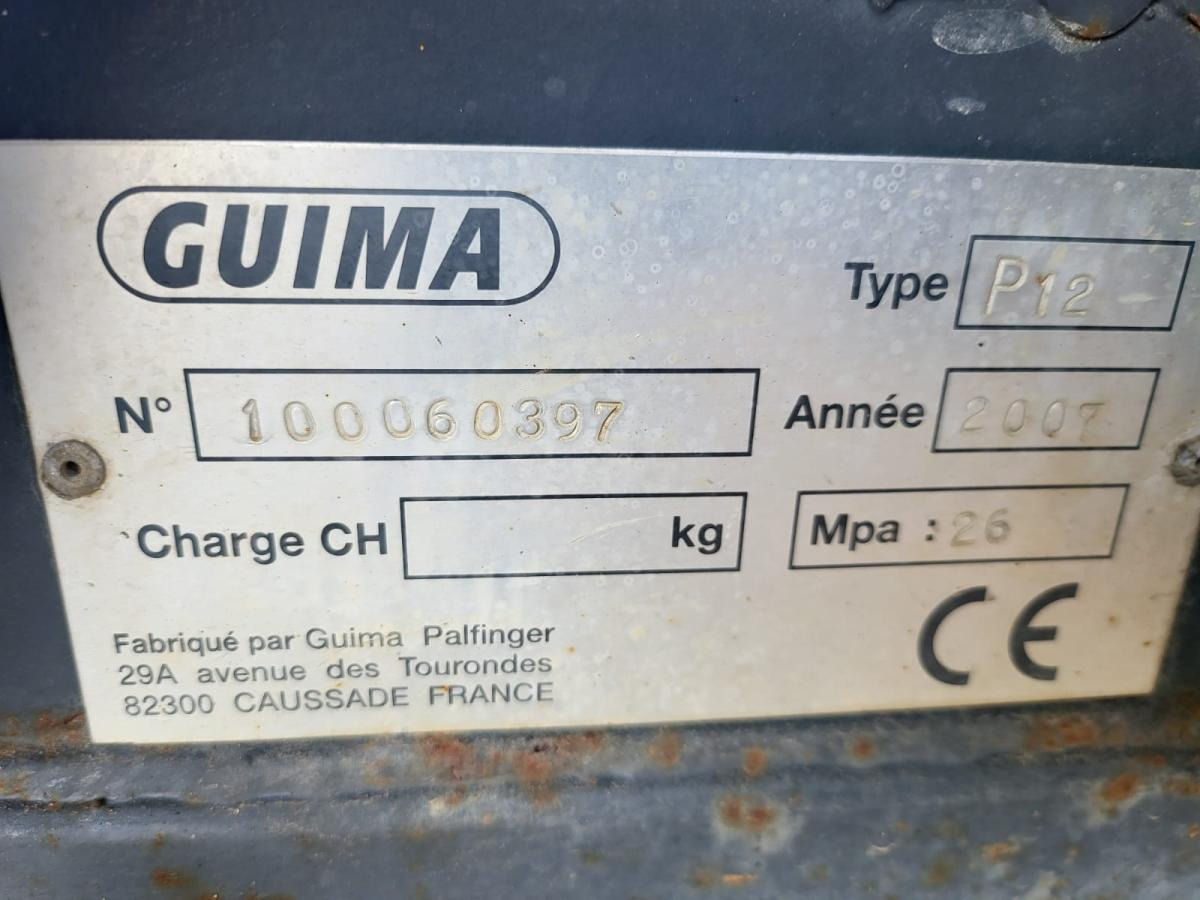 GUIMA
Type P12
N° 100060397
Année 2007
Charge CH kg
Mpa : 26
Fabriqué par Guima Palfinger
29A avenue des Tourondes
82300 CAUSSADE FRANCE
CE